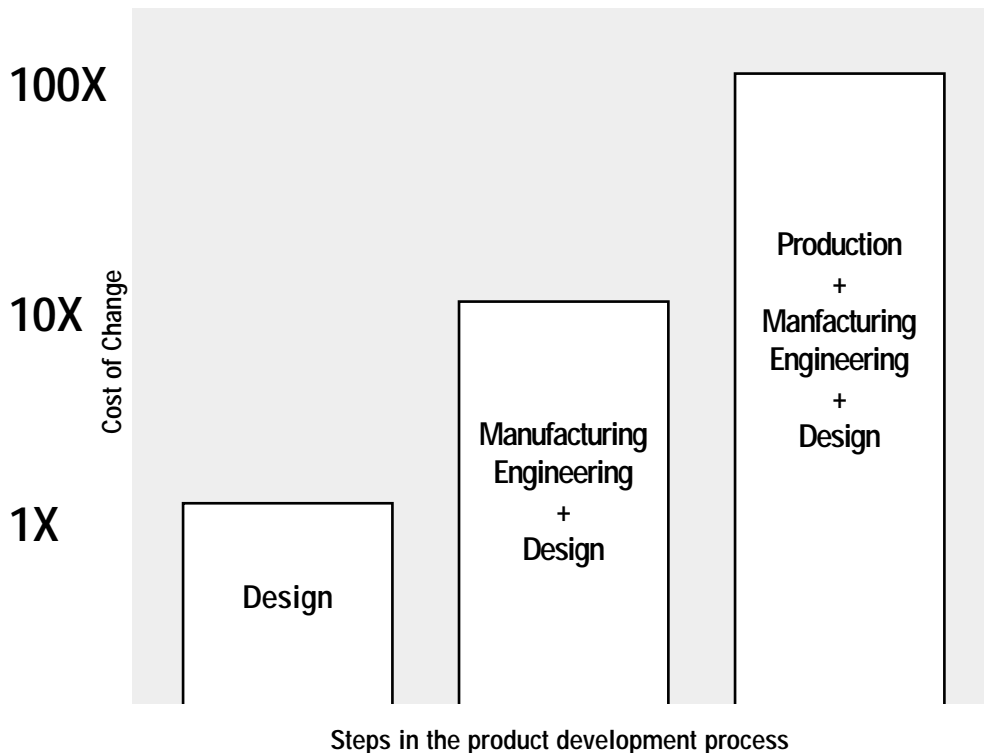 100X
10X
1X
Cost of Change
Design
Manufacturing
Engineering
+
Design
Production
+
Manfacturing
Engineering
+
Design
Steps in the product development process